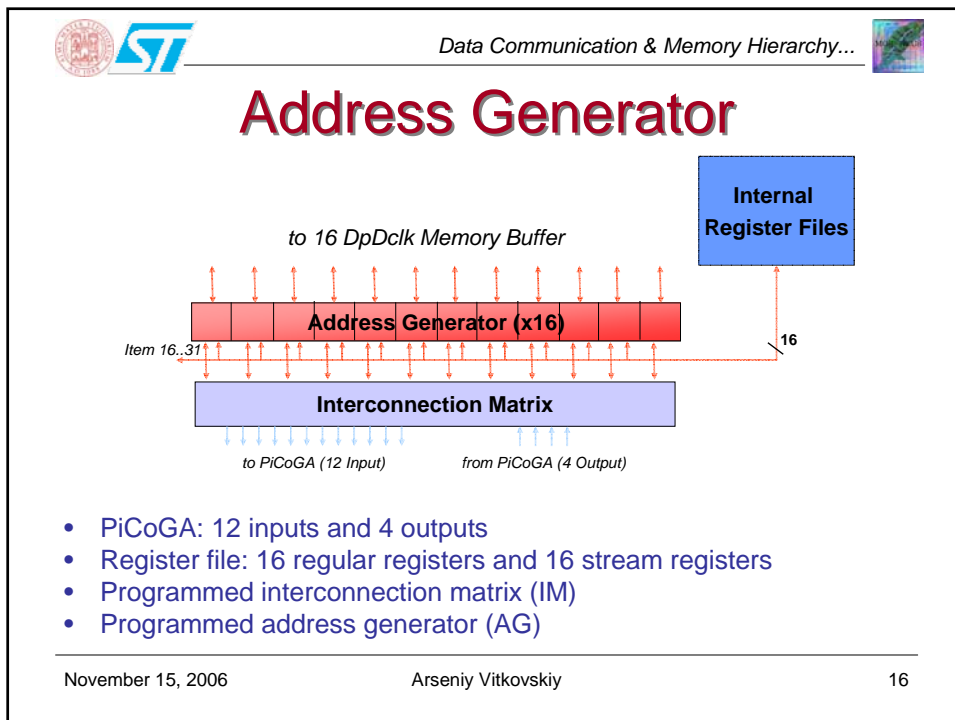 Data Communication & Memory Hierarchy...
Address Generator
Internal
Register Files
to 16 DpDclk Memory Buffer
Address Generator (x16)
Item 16..31
16
Interconnection Matrix
to PiCoGA (12 Input)
from PiCoGA (4 Output)
• PiCoGA: 12 inputs and 4 outputs
• Register file: 16 regular registers and 16 stream registers
• Programmed interconnection matrix (IM)
• Programmed address generator (AG)
November 15, 2006
Arseniy Vitkovskiy
16